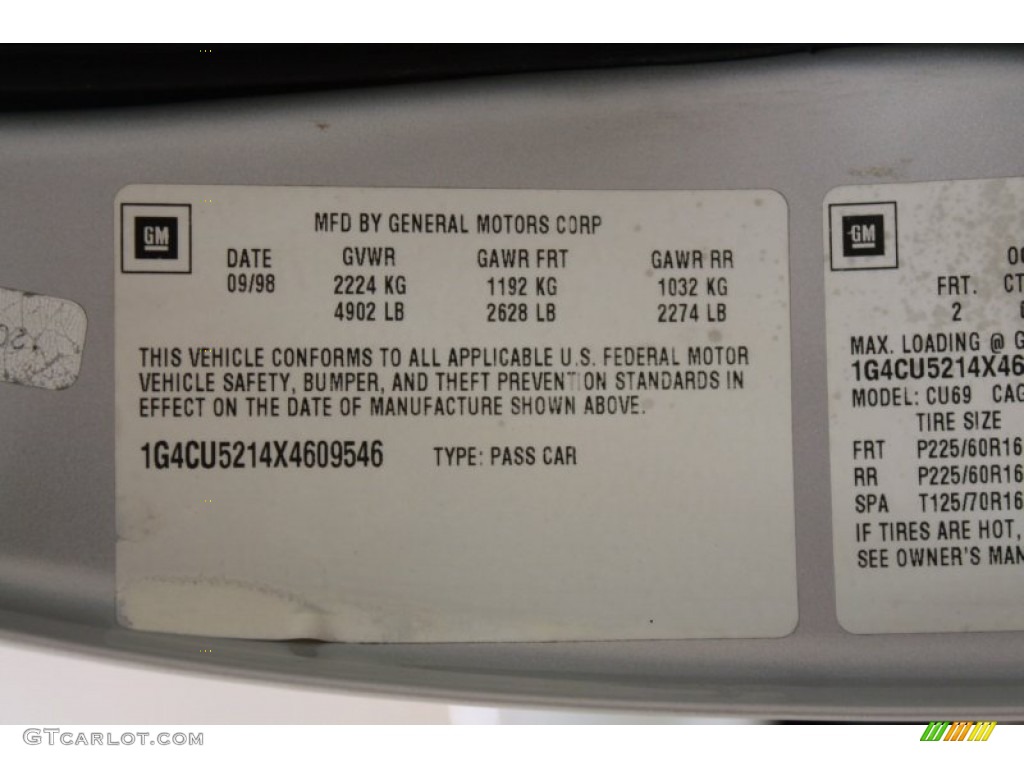 GM
MFD BY GENERAL MOTORS CORP
DATE GVWR GAWR FRT GAWR RR
09/98 2224 KG 1192 KG 1032 KG
4902 LB 2628 LB 2274 LB
THIS VEHICLE CONFORMS TO ALL APPLICABLE U.S. FEDERAL MOTOR
VEHICLE SAFETY, BUMPER, AND THEFT PREVENTION STANDARDS IN
EFFECT ON THE DATE OF MANUFACTURE SHOWN ABOVE.
1G4CU5214X4609546 TYPE: PASS CAR
GM
FRT.
2
MAX. LOADING @
1G4CU5214X46
MODEL: CU69
TIRE SIZE
FRT P225/60R16
RR P225/60R16
SPA T125/70R16
IF TIRES ARE HOT,
SEE OWNER'S MAN
GTCARLOT.COM